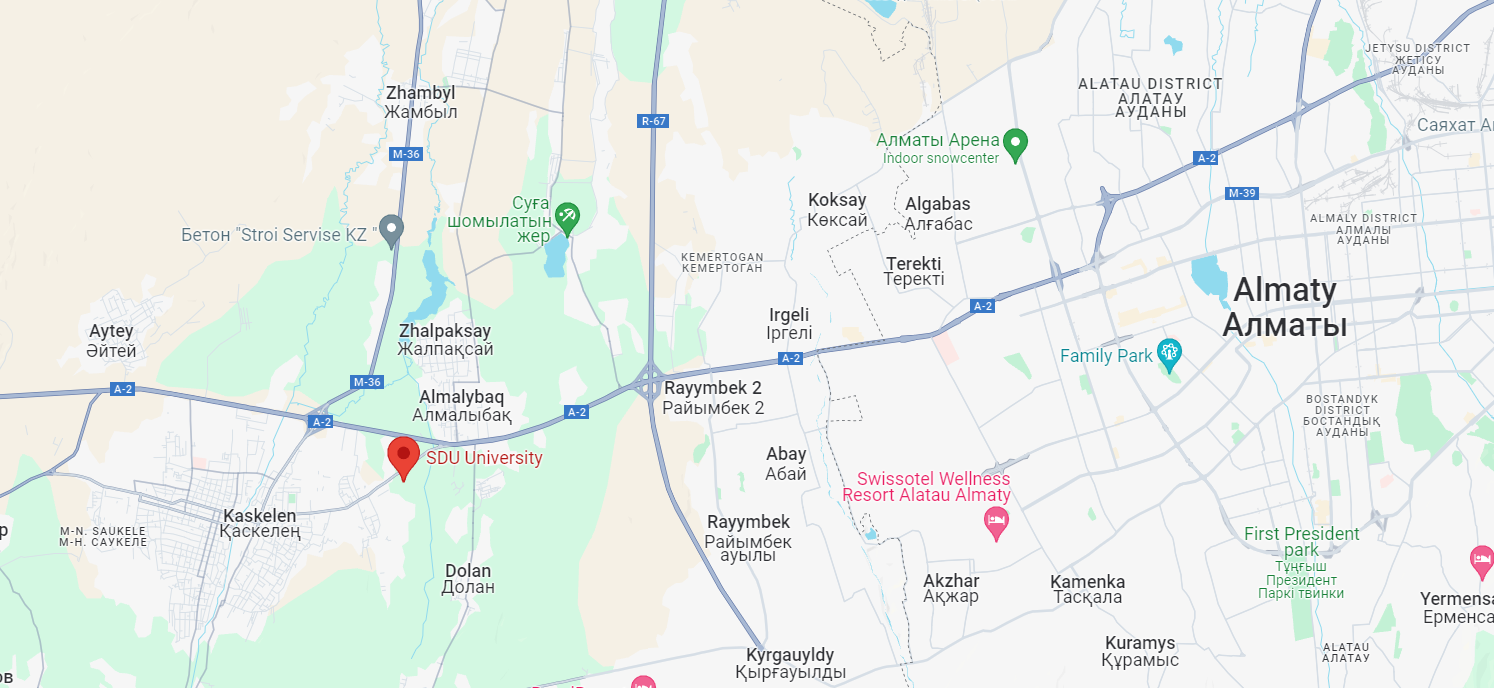 JETYSU DISTRICT
ЖЕТІСУ
АУДАНЫ
ALATAU DISTRICT
АЛАТАУ
АУДАНЫ
Zhambyl
Жамбыл
R-67
Саяхат
Алматы Арена
Indoor snowcenter
M-36
A-2
M-39
Суға
шомылатын
жер
Koksay
Көксай
Algabas
Алғабас
Бетон "Stroi Servise KZ "
ALMALY DISTRICT
АЛМАЛЫ
АУДАНЫ
KEMERTOGAN
КЕМЕРТОГАН
Terekti
Теректі
Almaty
Алматы
A-2
Irgeli
Іргелі
Aytey
Әйтей
Zhalpaksay
Жалпақсай
A-2
Family Park
M-36
A-2
Rayymbek 2
Райымбек 2
Almalybaq
Алмалыбақ
A-2
A-2
BOSTANDYK
DISTRICT
БОСТАНДЫҚ
АУДАНЫ
SDU University
Abay
Абай
Swissotel Wellness
Resort Alatau Almaty
Kaskelen
Қаскелең
M-N. SAUKELE
М-Н. САУКЕЛЕ
Rayymbek
Райымбек
ауылы
First President
park
Тұңғыш
Президент
Паркі твинки
Dolan
Долан
Akzhar
Ақжар
Kamenka
Тасқала
Yermensa
Ерменса
Kyrgauyldy
Қырғауылды
Kuramys
Құрамыс
ALATAU
АЛАТАУ